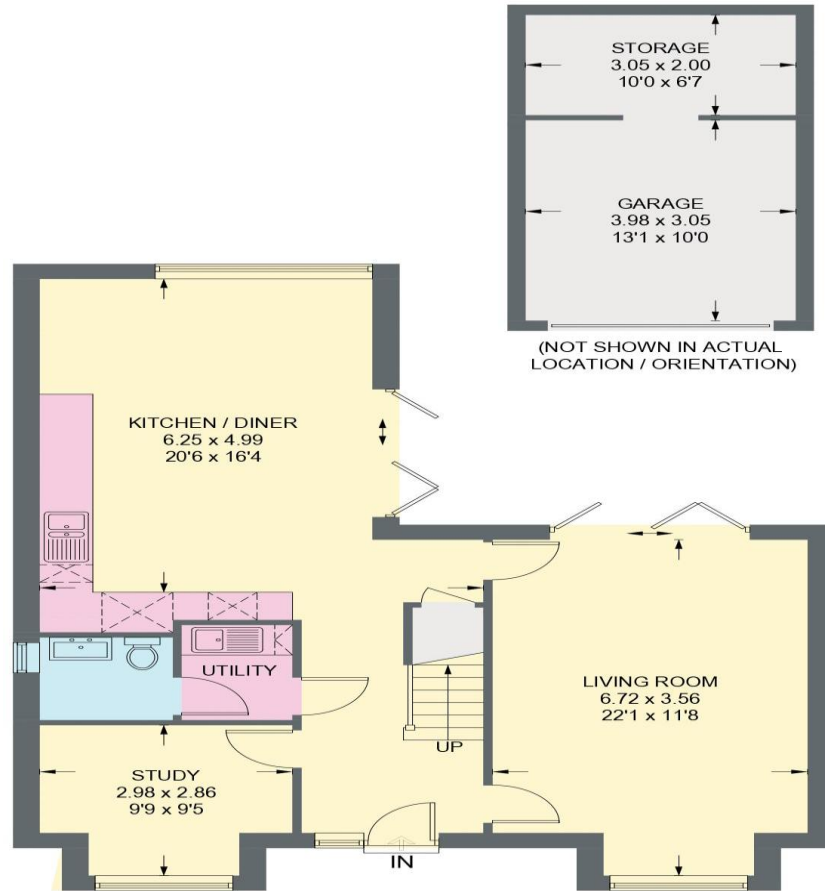 STORAGE
3.05 x 2.00
10'0 x 6'7
GARAGE
3.98 x 3.05
13'1 x 10'0
(NOT SHOWN IN ACTUAL
LOCATION / ORIENTATION)
KITCHEN / DINER
6.25 x 4.99
20'6 x 16'4
UTILITY
LIVING ROOM
6.72 x 3.56
22'1 x 11'8
UP
STUDY
2.98 x 2.86
9'9 x 9'5
IN